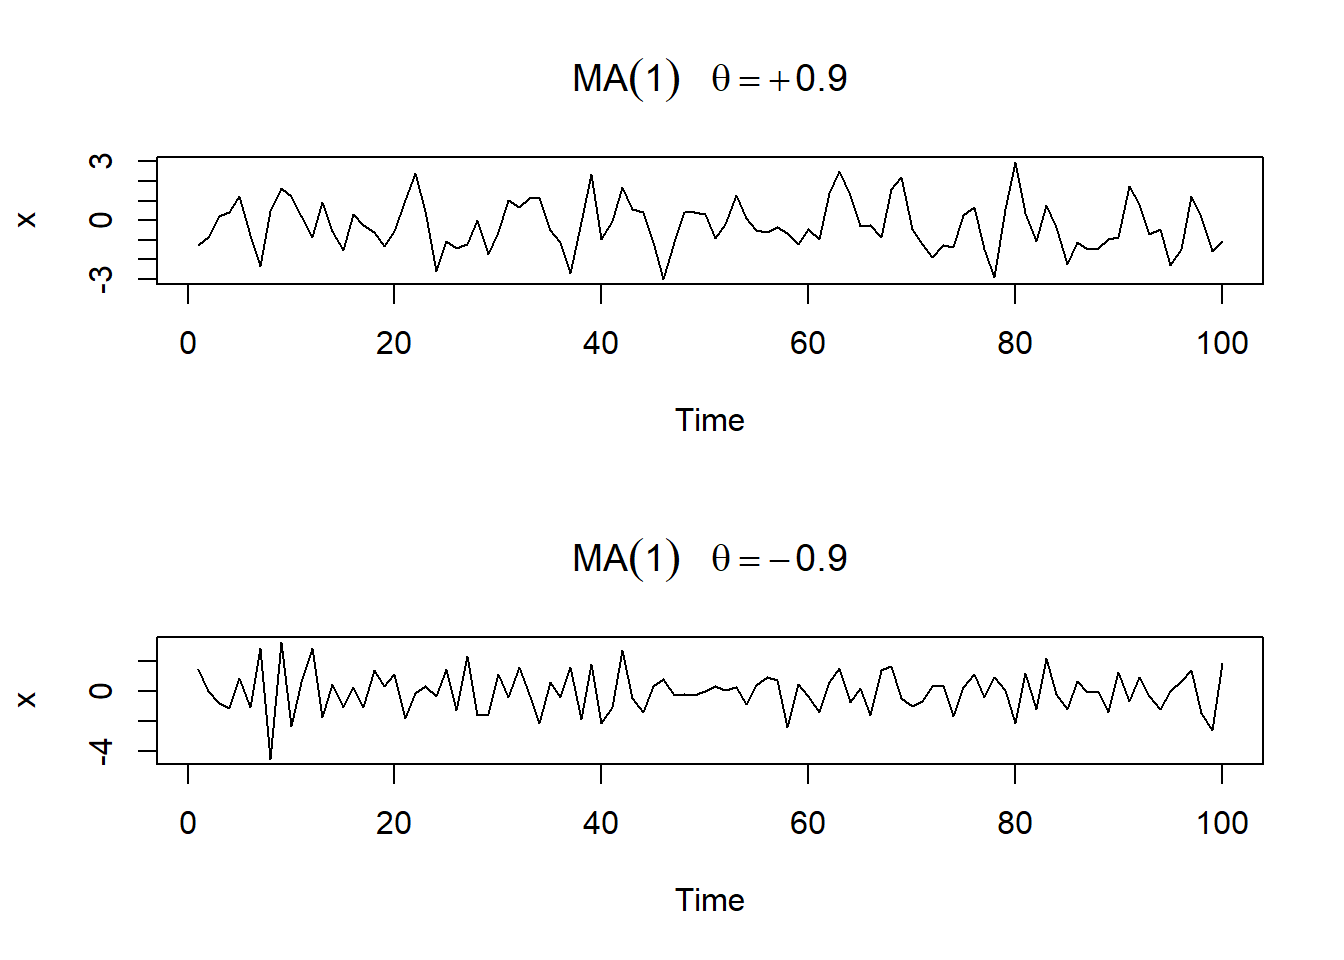 MA(1) θ = + 0.9
x
3
0
-3
0 20 40 60 80 100
Time
MA(1) θ = − 0.9
x
0
-4
0 20 40 60 80 100
Time